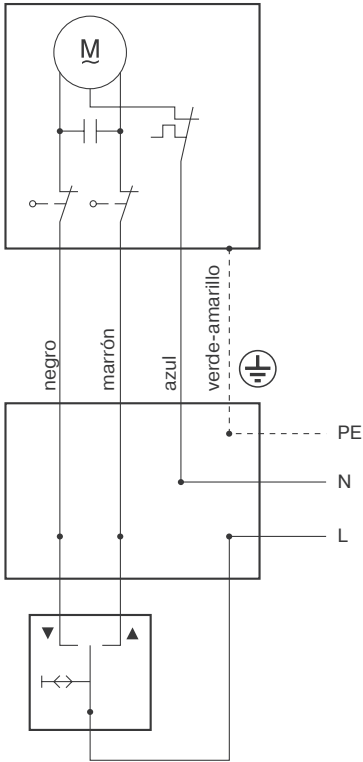 M
~
negro
marrón
azul
verde-amarillo
PE
N
L
▼ ▲